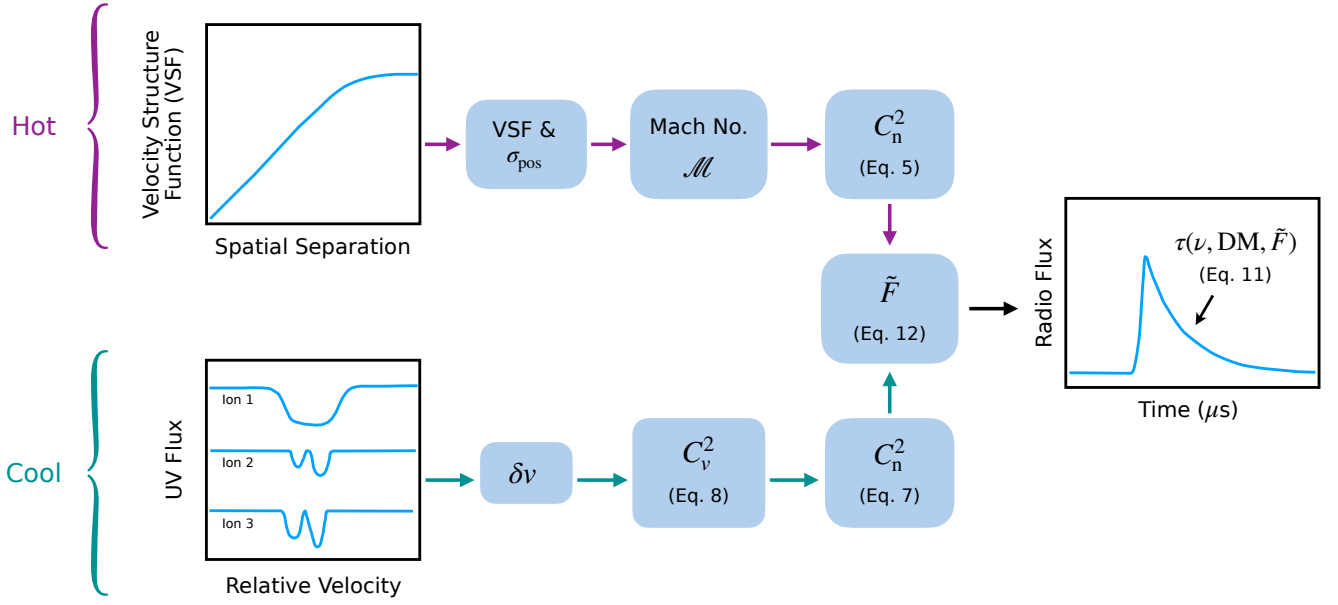 Hot
Velocity Structure
Function (VSF)
Spatial Separation
VSF &
σpos
Mach No.
ℳ
C²n
(Eq. 5)
F̃
(Eq. 12)
Radio Flux
τ(ν, DM, F̃)
(Eq. 11)
Time (μs)
Cool
UV Flux
Ion 1
Ion 2
Ion 3
Relative Velocity
δv
C²v
(Eq. 8)
C²n
(Eq. 7)